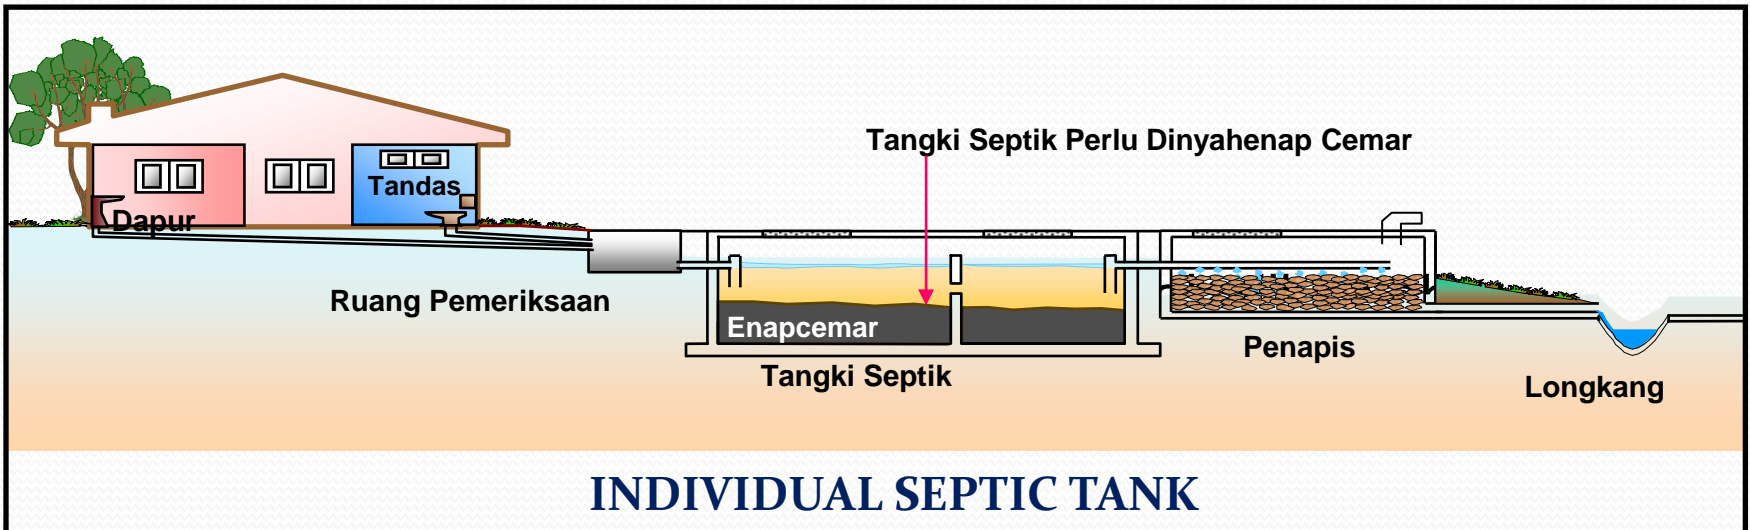 Tangki Septik Perlu Dinyahenap Cemar
Tandas
Dapur
Ruang Pemeriksaan
Enapcemar
Tangki Septik
Penapis
Longkang
INDIVIDUAL SEPTIC TANK